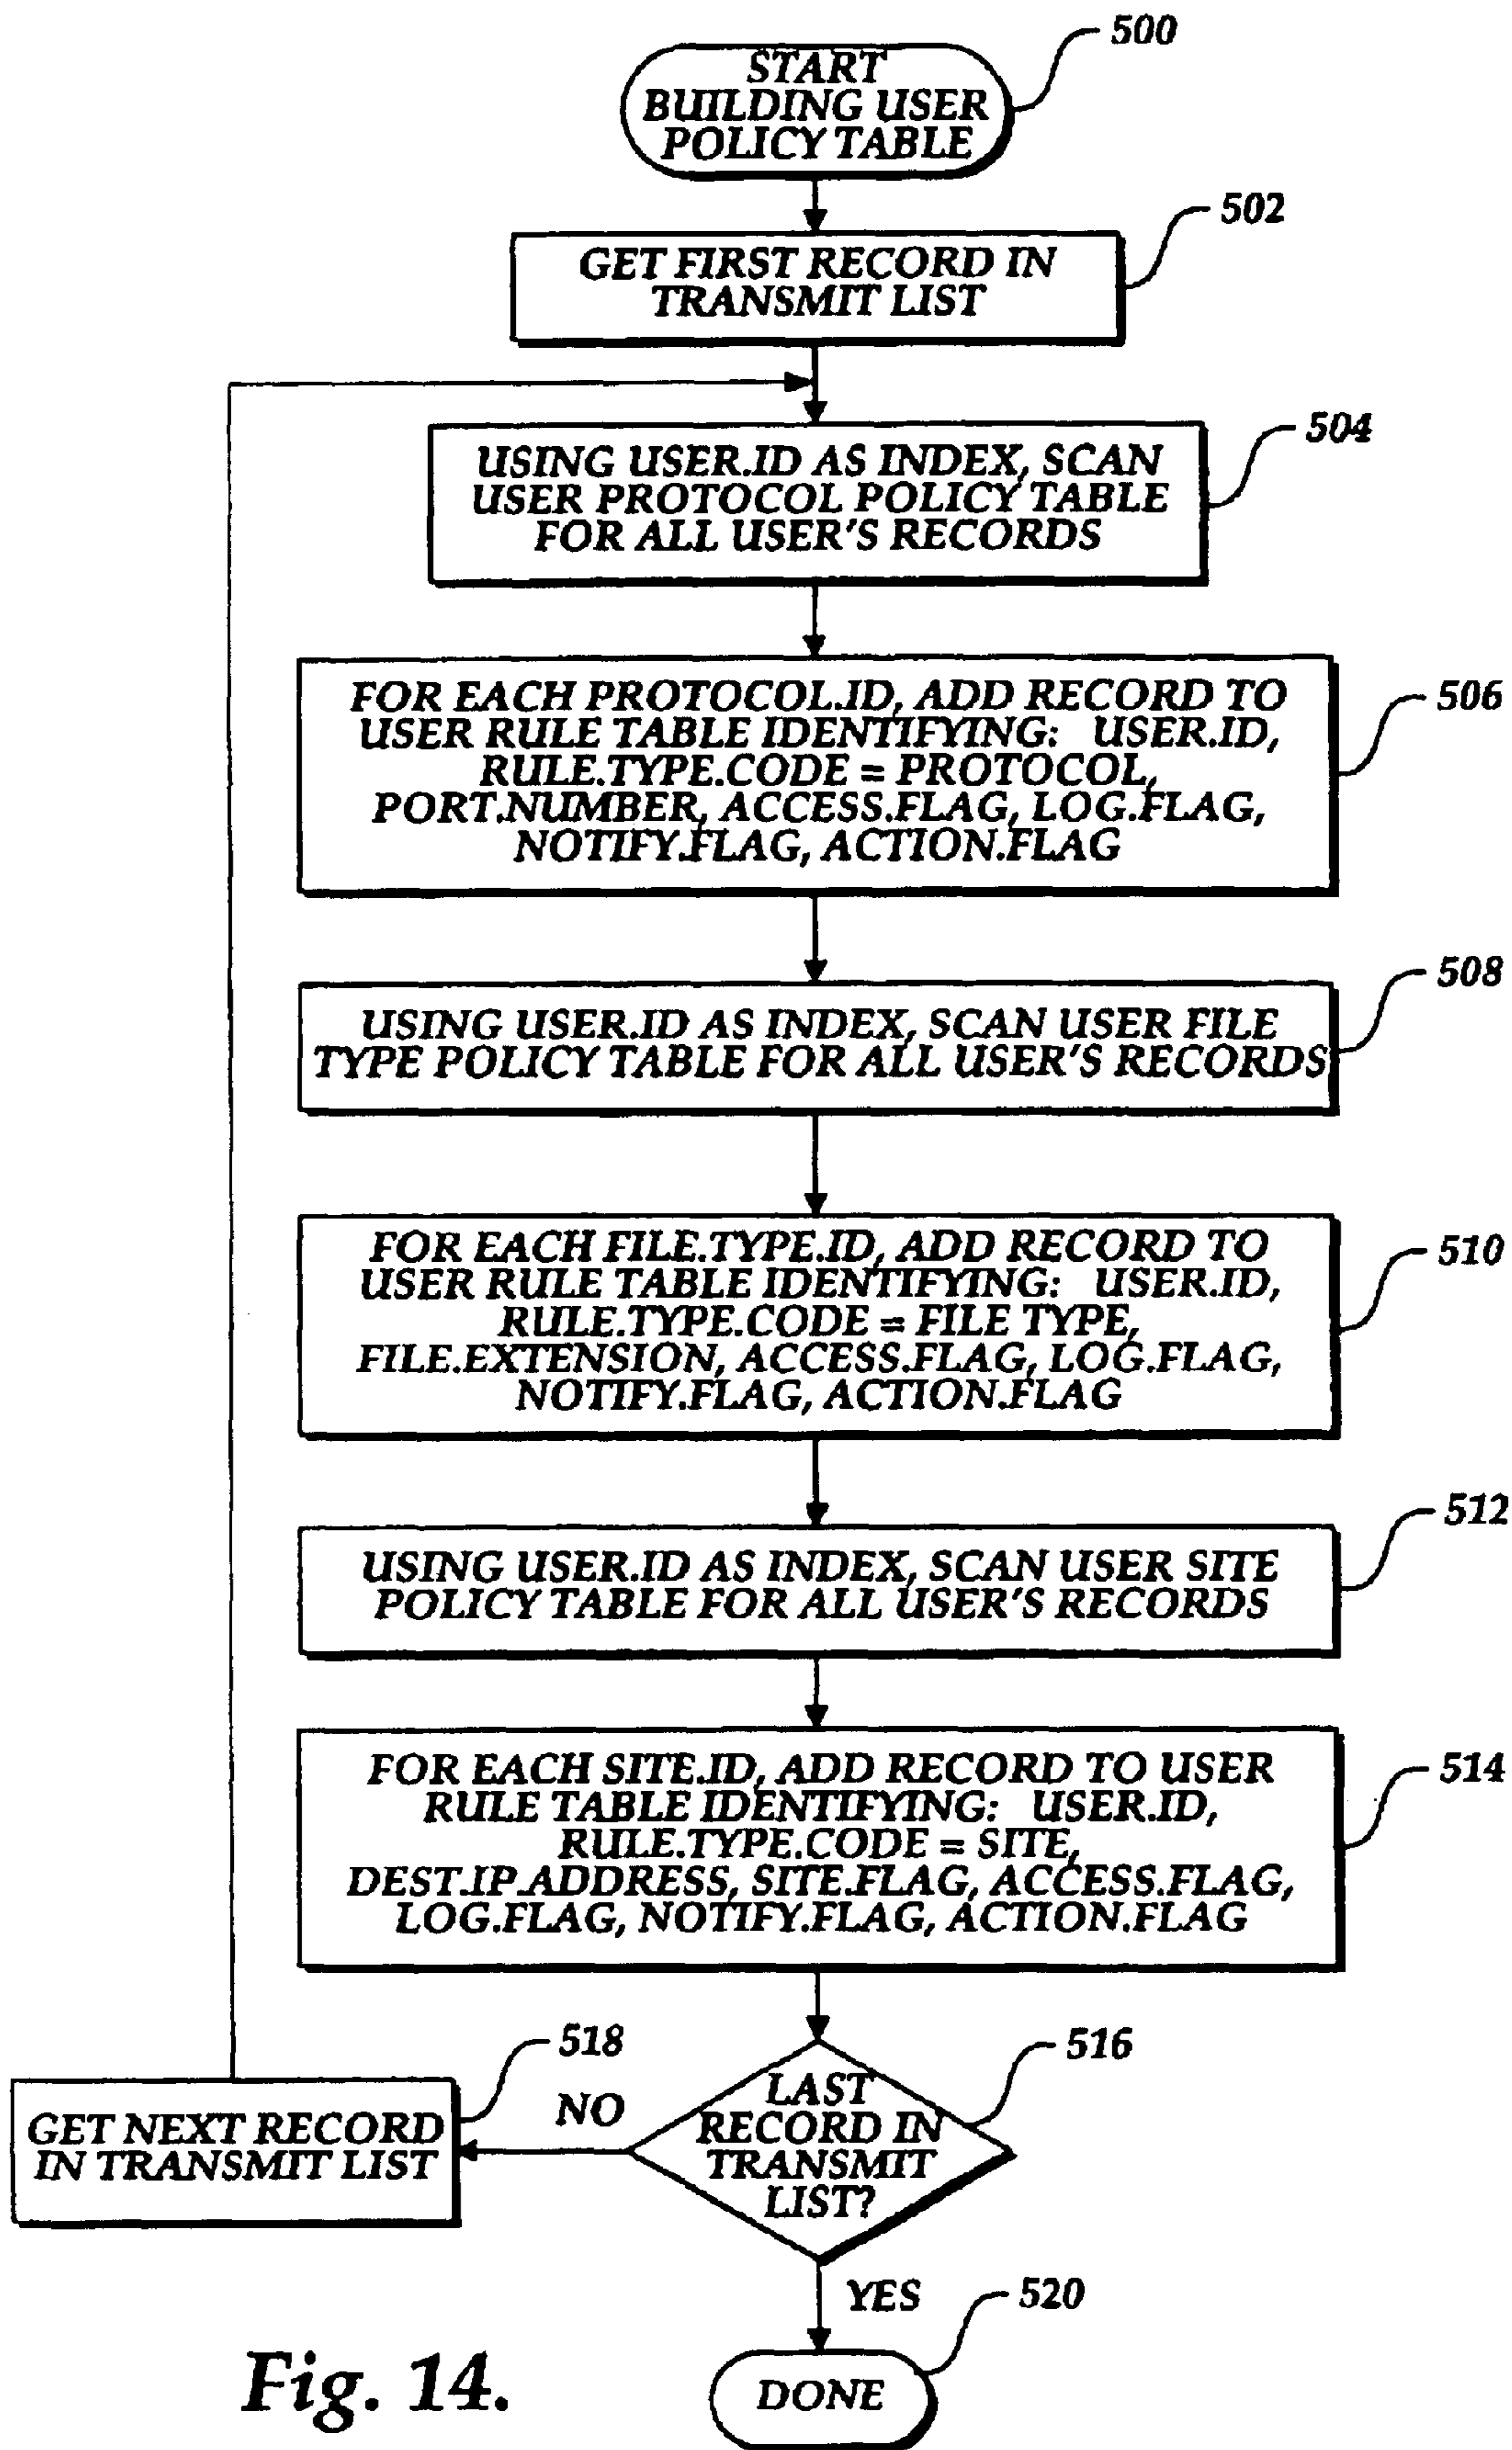 500
START
BUILDING USER
POLICY TABLE
502
GET FIRST RECORD IN
TRANSMIT LIST
504
USING USER.ID AS INDEX, SCAN
USER PROTOCOL POLICY TABLE
FOR ALL USER'S RECORDS
506
FOR EACH PROTOCOL.ID, ADD RECORD TO
USER RULE TABLE IDENTIFYING: USER.ID,
RULE.TYPE.CODE = PROTOCOL,
PORT.NUMBER, ACCESS.FLAG, LOG.FLAG,
NOTIFY.FLAG, ACTION.FLAG
508
USING USER.ID AS INDEX, SCAN USER FILE
TYPE POLICY TABLE FOR ALL USER'S RECORDS
510
FOR EACH FILE.TYPE.ID, ADD RECORD TO
USER RULE TABLE IDENTIFYING: USER.ID,
RULE.TYPE.CODE = FILE TYPE,
FILE.EXTENSION, ACCESS.FLAG, LOG.FLAG,
NOTIFY.FLAG, ACTION.FLAG
512
USING USER.ID AS INDEX, SCAN USER SITE
POLICY TABLE FOR ALL USER'S RECORDS
514
FOR EACH SITE.ID, ADD RECORD TO USER
RULE TABLE IDENTIFYING: USER.ID,
RULE.TYPE.CODE = SITE,
DEST.IP.ADDRESS, SITE.FLAG, ACCESS.FLAG,
LOG.FLAG, NOTIFY.FLAG, ACTION.FLAG
516
LAST
RECORD IN
TRANSMIT
LIST?
NO
518
GET NEXT RECORD
IN TRANSMIT LIST
YES
520
DONE
Fig. 14.